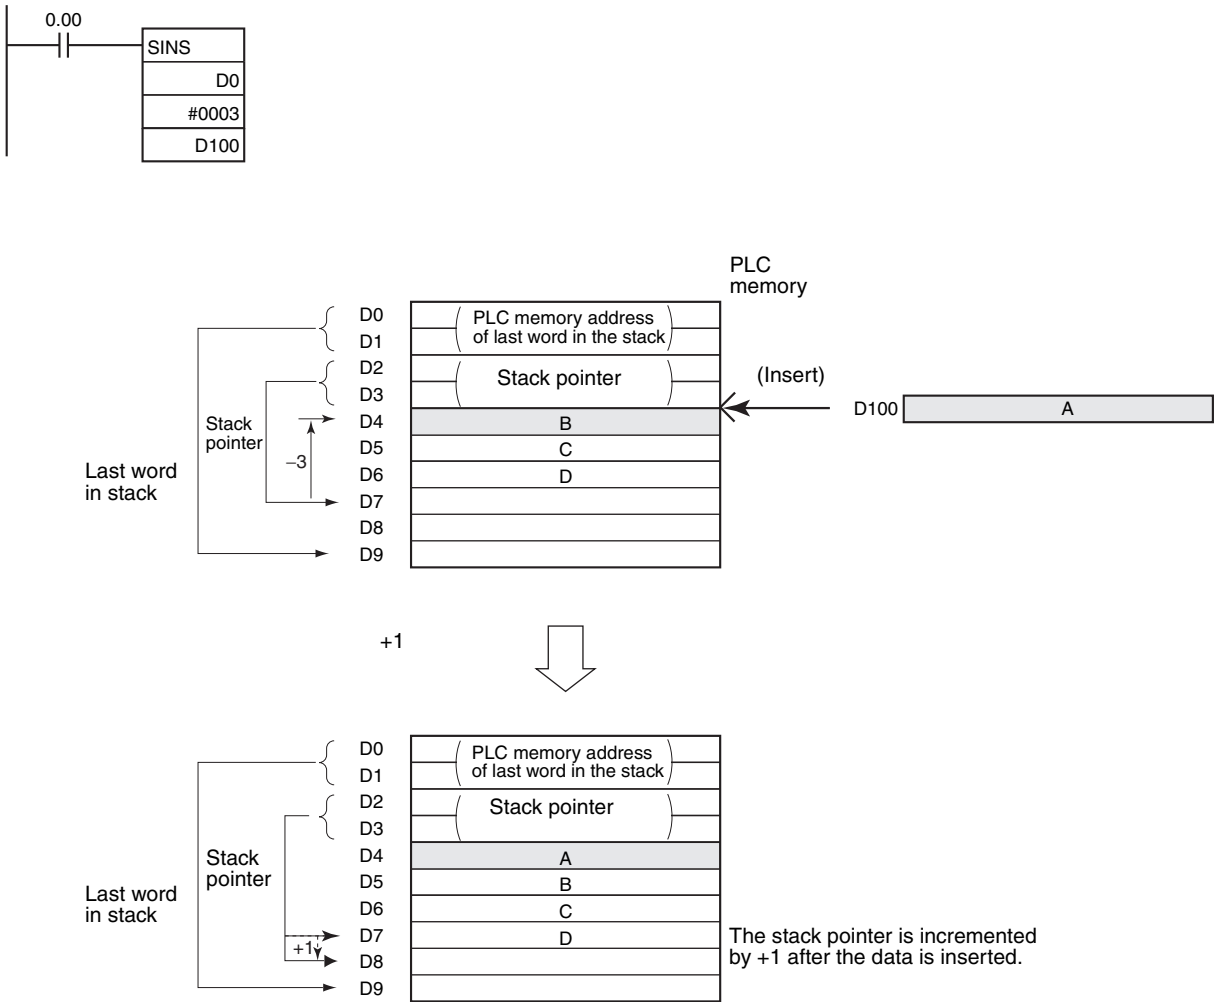 0.00
SINS
D0
#0003
D100
PLC
memory
D0
D1
D2
D3
D4
D5
D6
D7
D8
D9
PLC memory address
of last word in the stack
Stack pointer
B
C
D
Stack
pointer
–3
Last word
in stack
(Insert)
D100
A
+1
D0
D1
D2
D3
D4
D5
D6
D7
D8
D9
PLC memory address
of last word in the stack
Stack pointer
A
B
C
D
Stack
pointer
+1
Last word
in stack
The stack pointer is incremented
by +1 after the data is inserted.